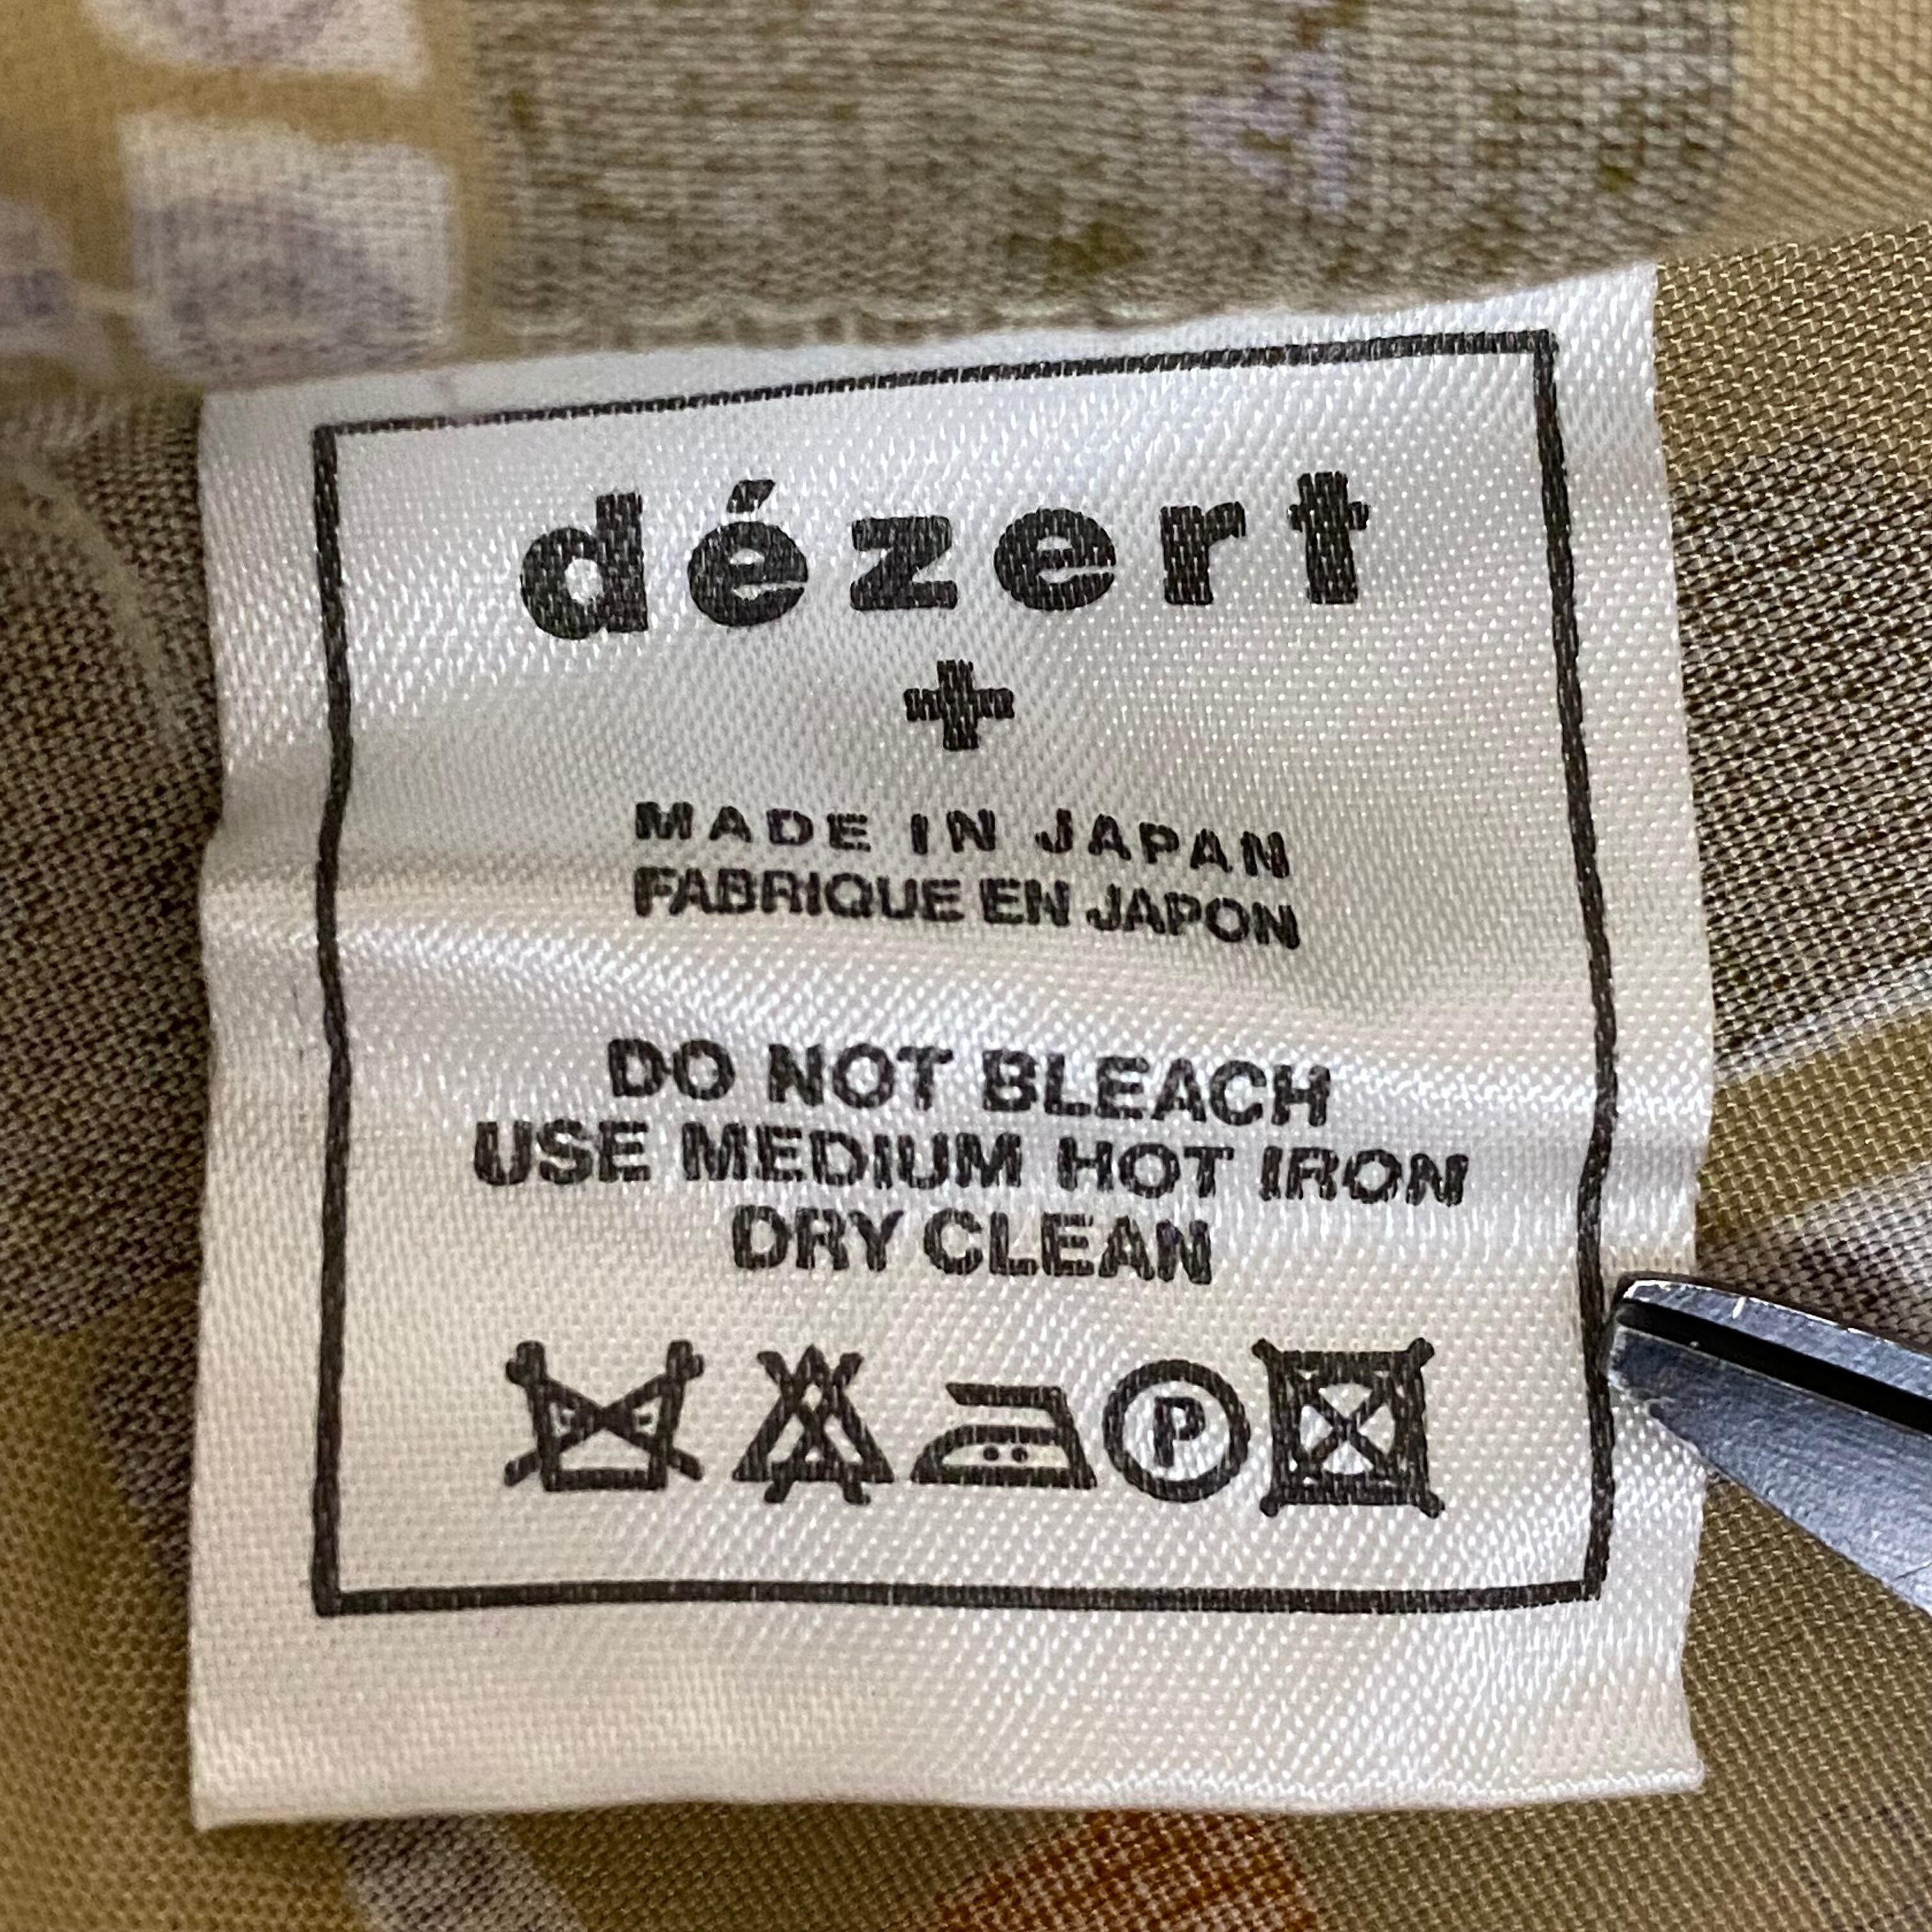 dézert
+
MADE IN JAPAN
FABRIQUE EN JAPON
DO NOT BLEACH
USE MEDIUM HOT IRON
DRY CLEAN
P